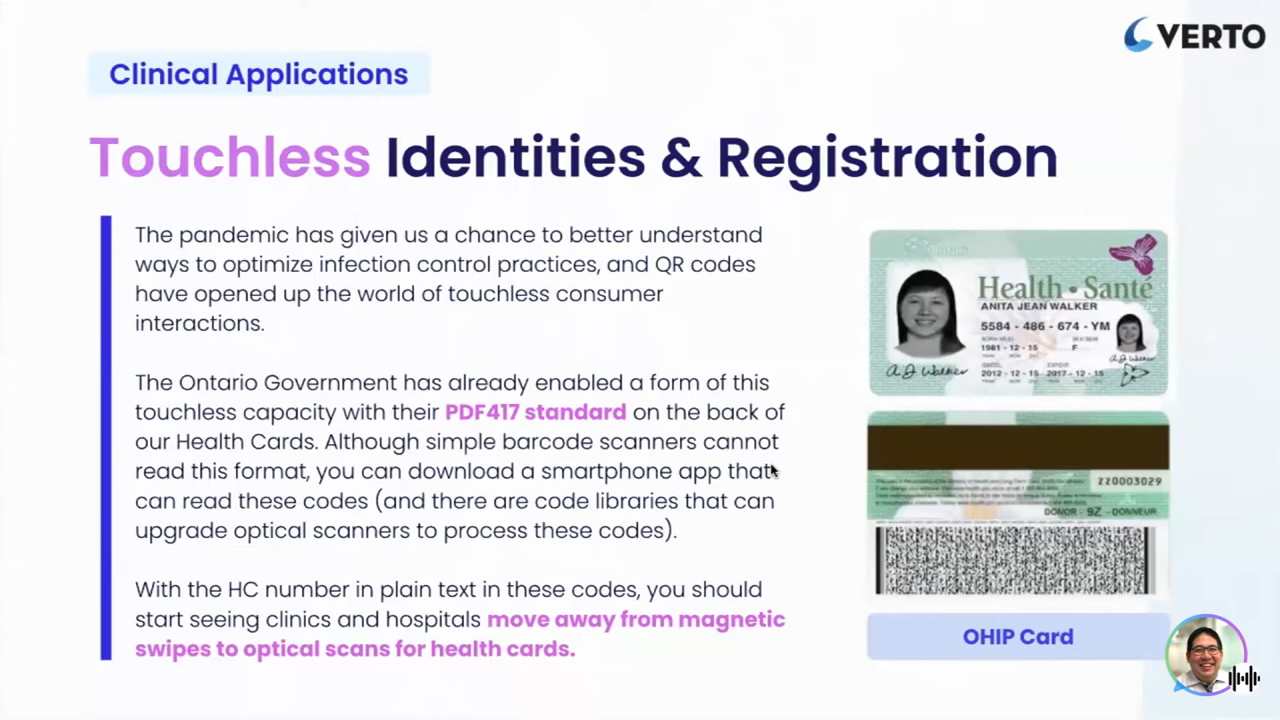 VERTO
Clinical Applications
Touchless Identities & Registration
The pandemic has given us a chance to better understand
ways to optimize infection control practices, and QR codes
have opened up the world of touchless consumer
interactions.
The Ontario Government has already enabled a form of this
touchless capacity with their PDF417 standard on the back of
our Health Cards. Although simple barcode scanners cannot
read this format, you can download a smartphone app that
can read these codes (and there are code libraries that can
upgrade optical scanners to process these codes).
With the HC number in plain text in these codes, you should
start seeing clinics and hospitals move away from magnetic
swipes to optical scans for health cards.
Health • Santé
ANITA JEAN WALKER
5584 - 486 - 674 - YM
1981 - 12 - 15 F
2012 - 12 - 15 2017 - 12 - 15
A J Walker
ZZ0003029
DONOR - 9Z - DONNEUR
OHIP Card